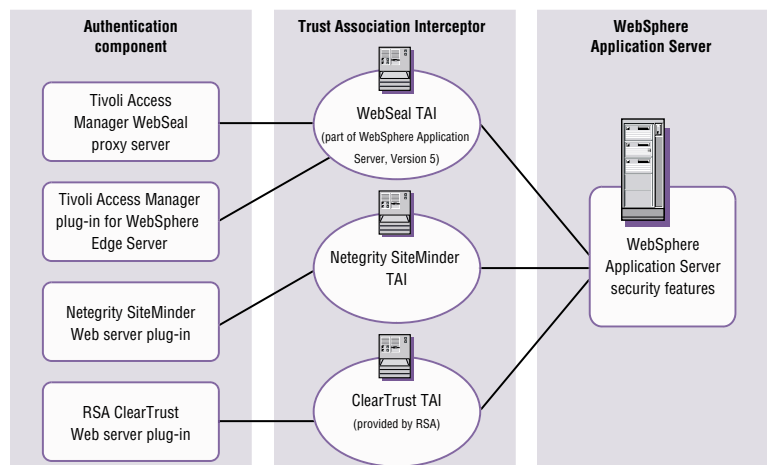 Authentication
component
Tivoli Access
Manager WebSeal
proxy server
Tivoli Access Manager
plug-in for WebSphere
Edge Server
Netegrity SiteMinder
Web server plug-in
RSA ClearTrust
Web server plug-in
Trust Association Interceptor
WebSeal TAI
(part of WebSphere Application
Server, Version 5)
Netegrity SiteMinder
TAI
ClearTrust TAI
(provided by RSA)
WebSphere
Application Server
WebSphere
Application Server
security features